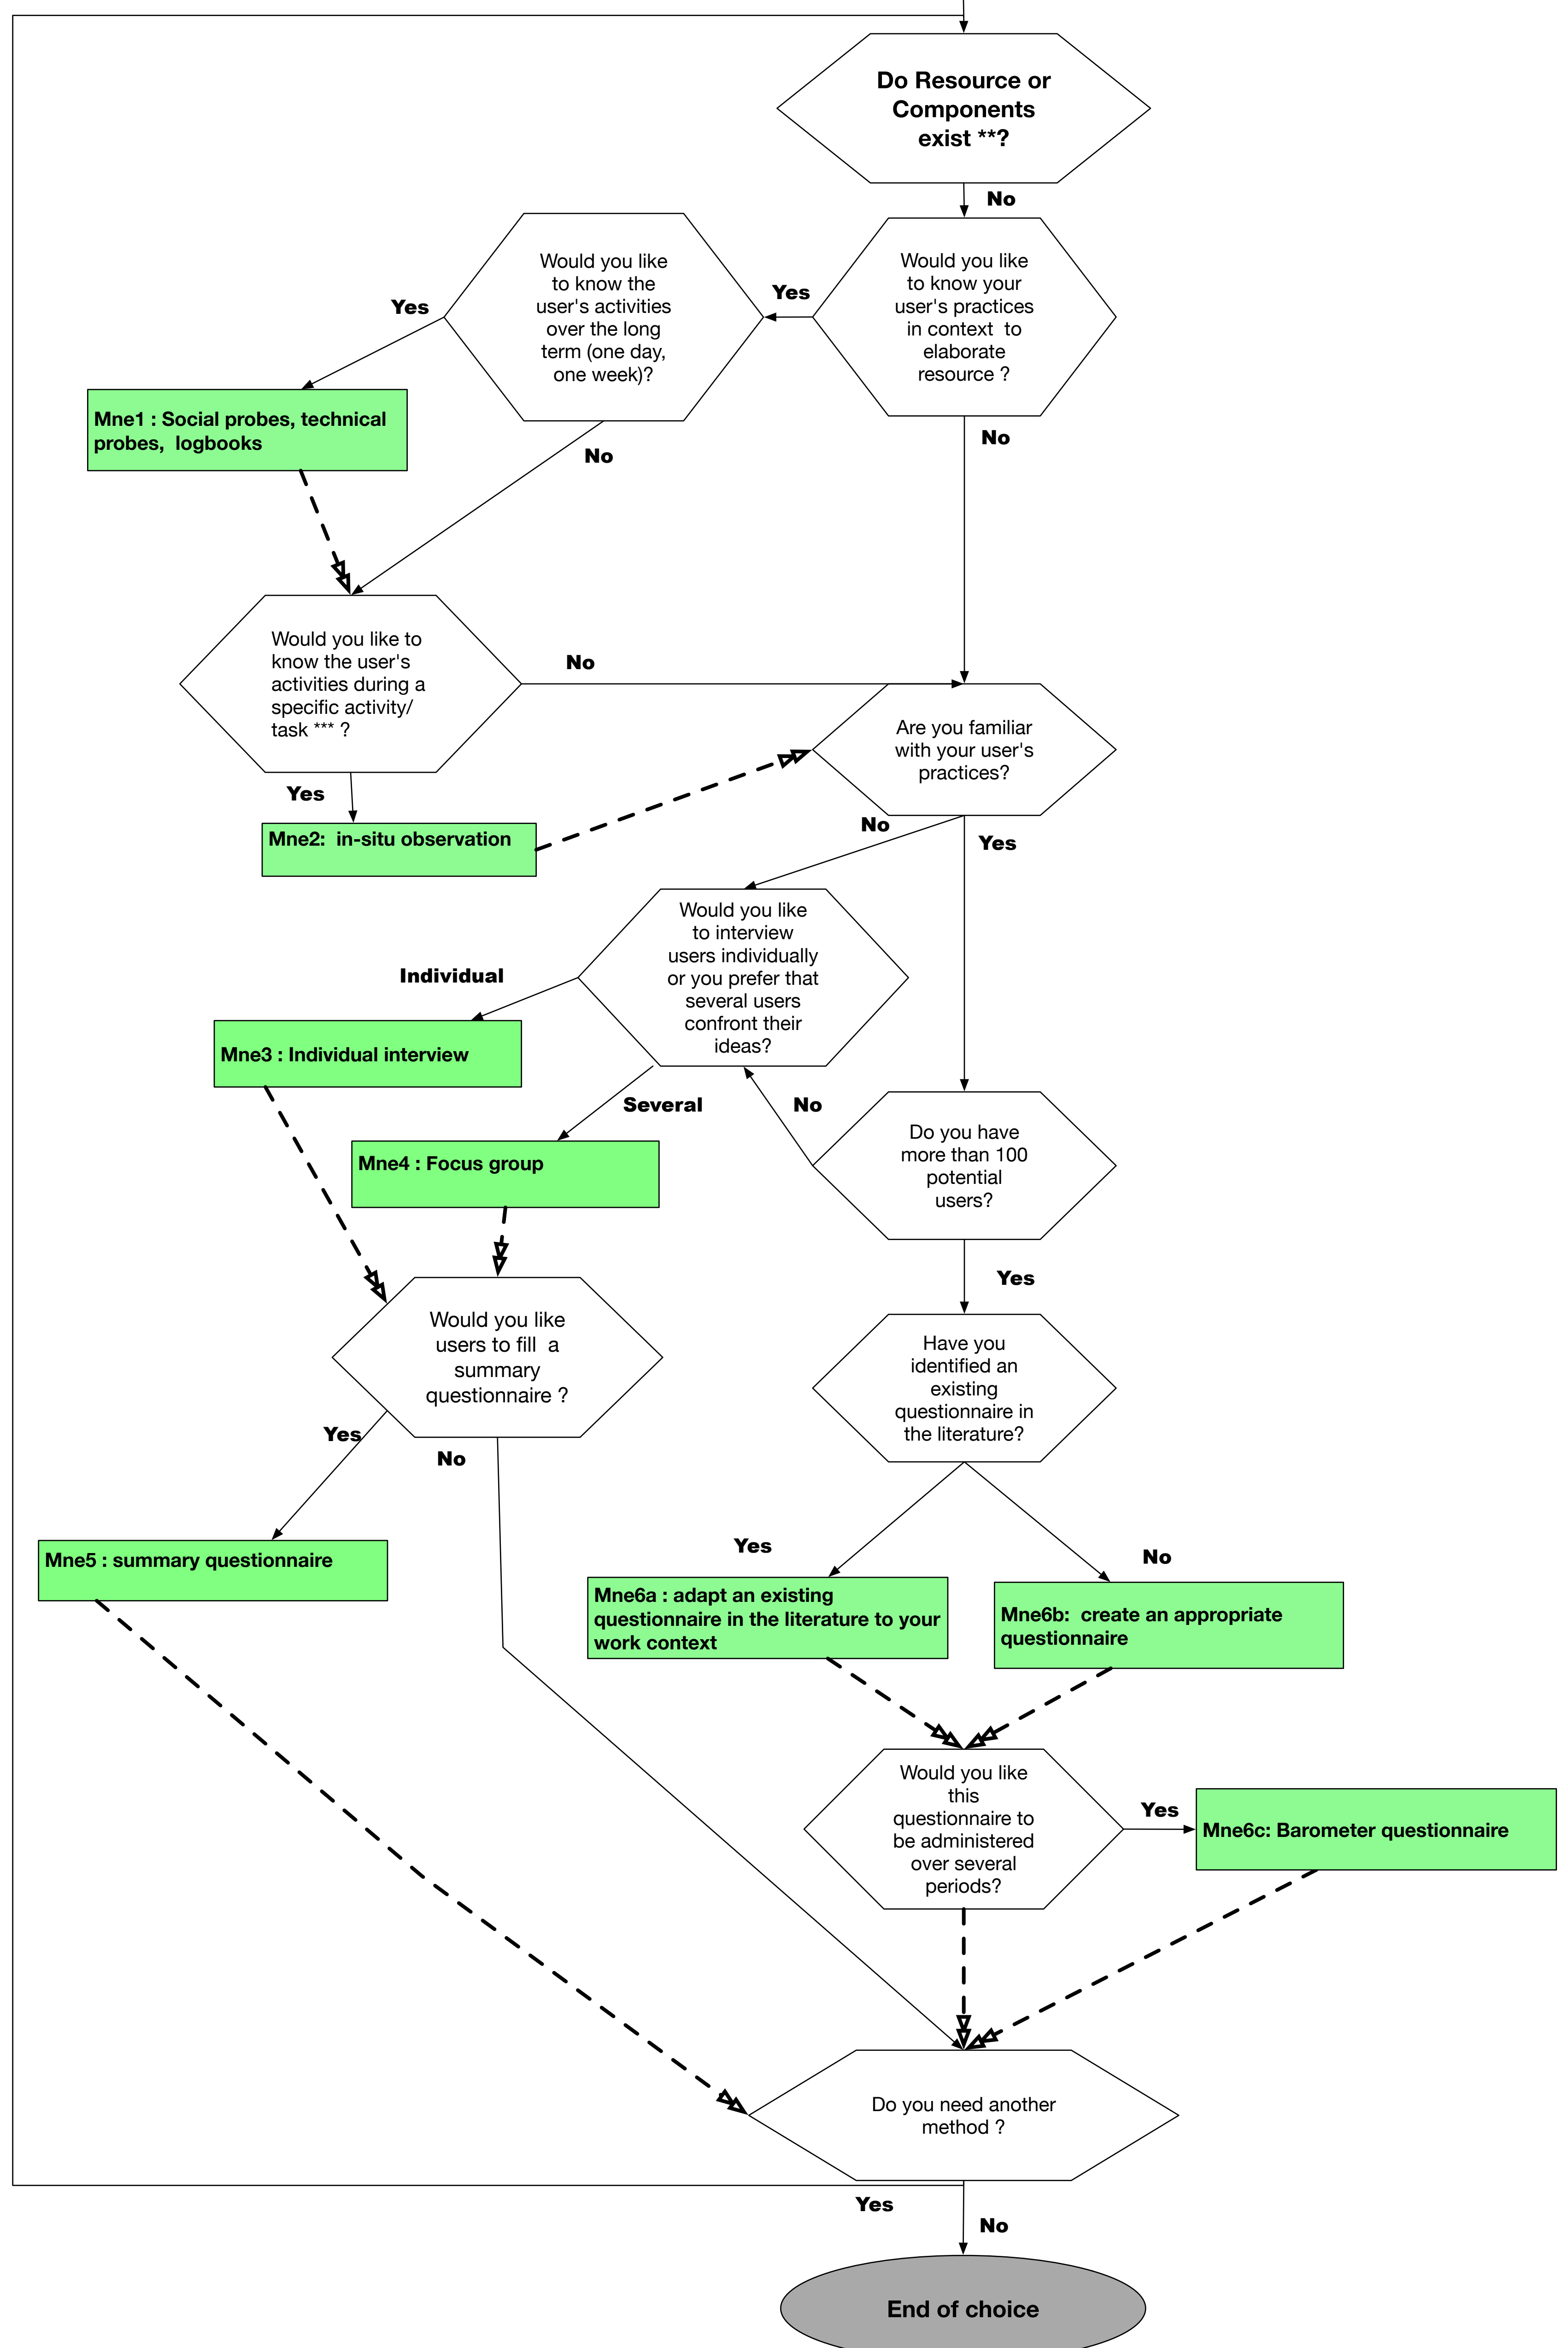 Do Resource or
Components
exist **?
No
Would you like
to know your
user's practices
in context  to
elaborate
resource ?
Yes
Would you like
to know the
user's activities
over the long
term (one day,
one week)?
Yes
Mne1 : Social probes, technical
probes,  logbooks
No
No
Would you like to
know the user's
activities during a
specific activity/
task *** ?
No
Yes
Mne2:  in-situ observation
Are you familiar
with your user's
practices?
No
Yes
Would you like
to interview
users individually
or you prefer that
several users
confront their
ideas?
Individual
Mne3 : Individual interview
Several
No
Mne4 : Focus group
Do you have
more than 100
potential
users?
Yes
Would you like
users to fill  a
summary
questionnaire ?
Have you
identified an
existing
questionnaire in
the literature?
Yes
No
Mne5 : summary questionnaire
Yes
No
Mne6a : adapt an existing
questionnaire in the literature to your
work context
Mne6b:  create an appropriate
questionnaire
Would you like
this
questionnaire to
be administered
over several
periods?
Yes
Mne6c: Barometer questionnaire
Do you need another
method ?
Yes
No
End of choice